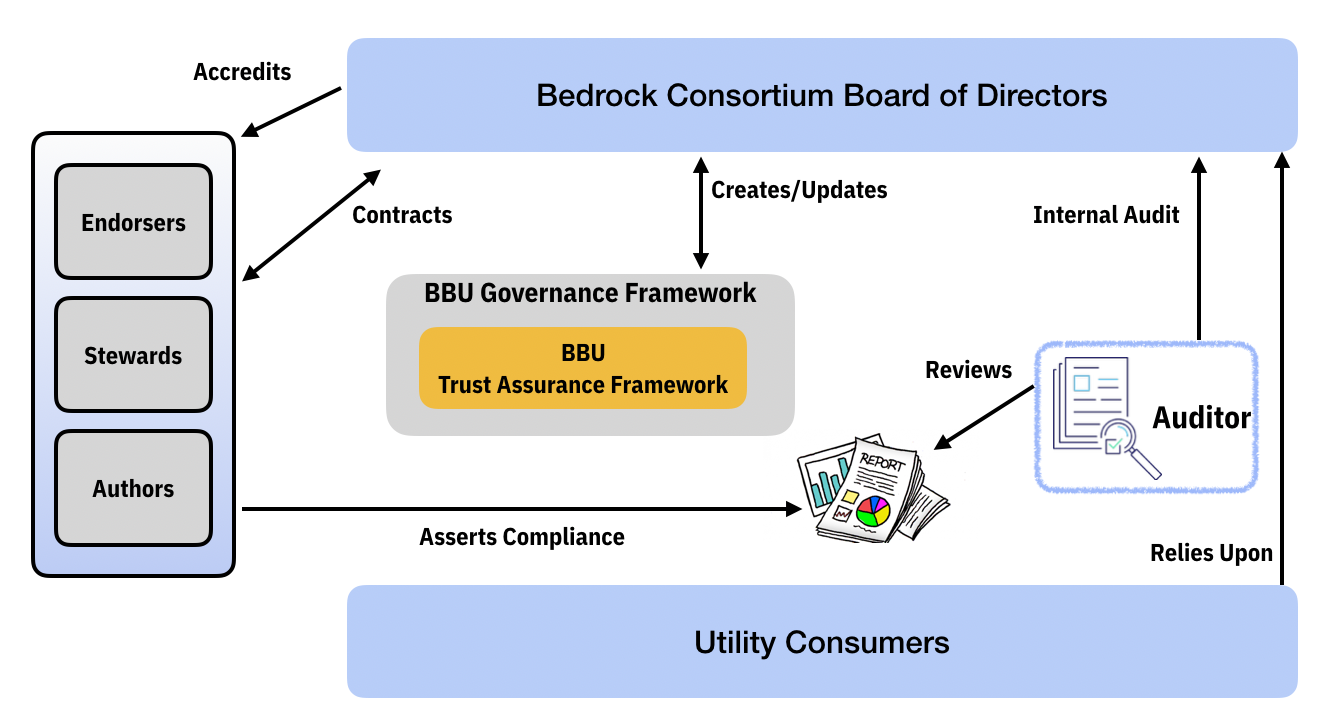 Accredits
Bedrock Consortium Board of Directors
Endorsers
Stewards
Authors
Contracts
Creates/Updates
Internal Audit
BBU Governance Framework
BBU
Trust Assurance Framework
Reviews
Auditor
REPORT
Asserts Compliance
Relies Upon
Utility Consumers